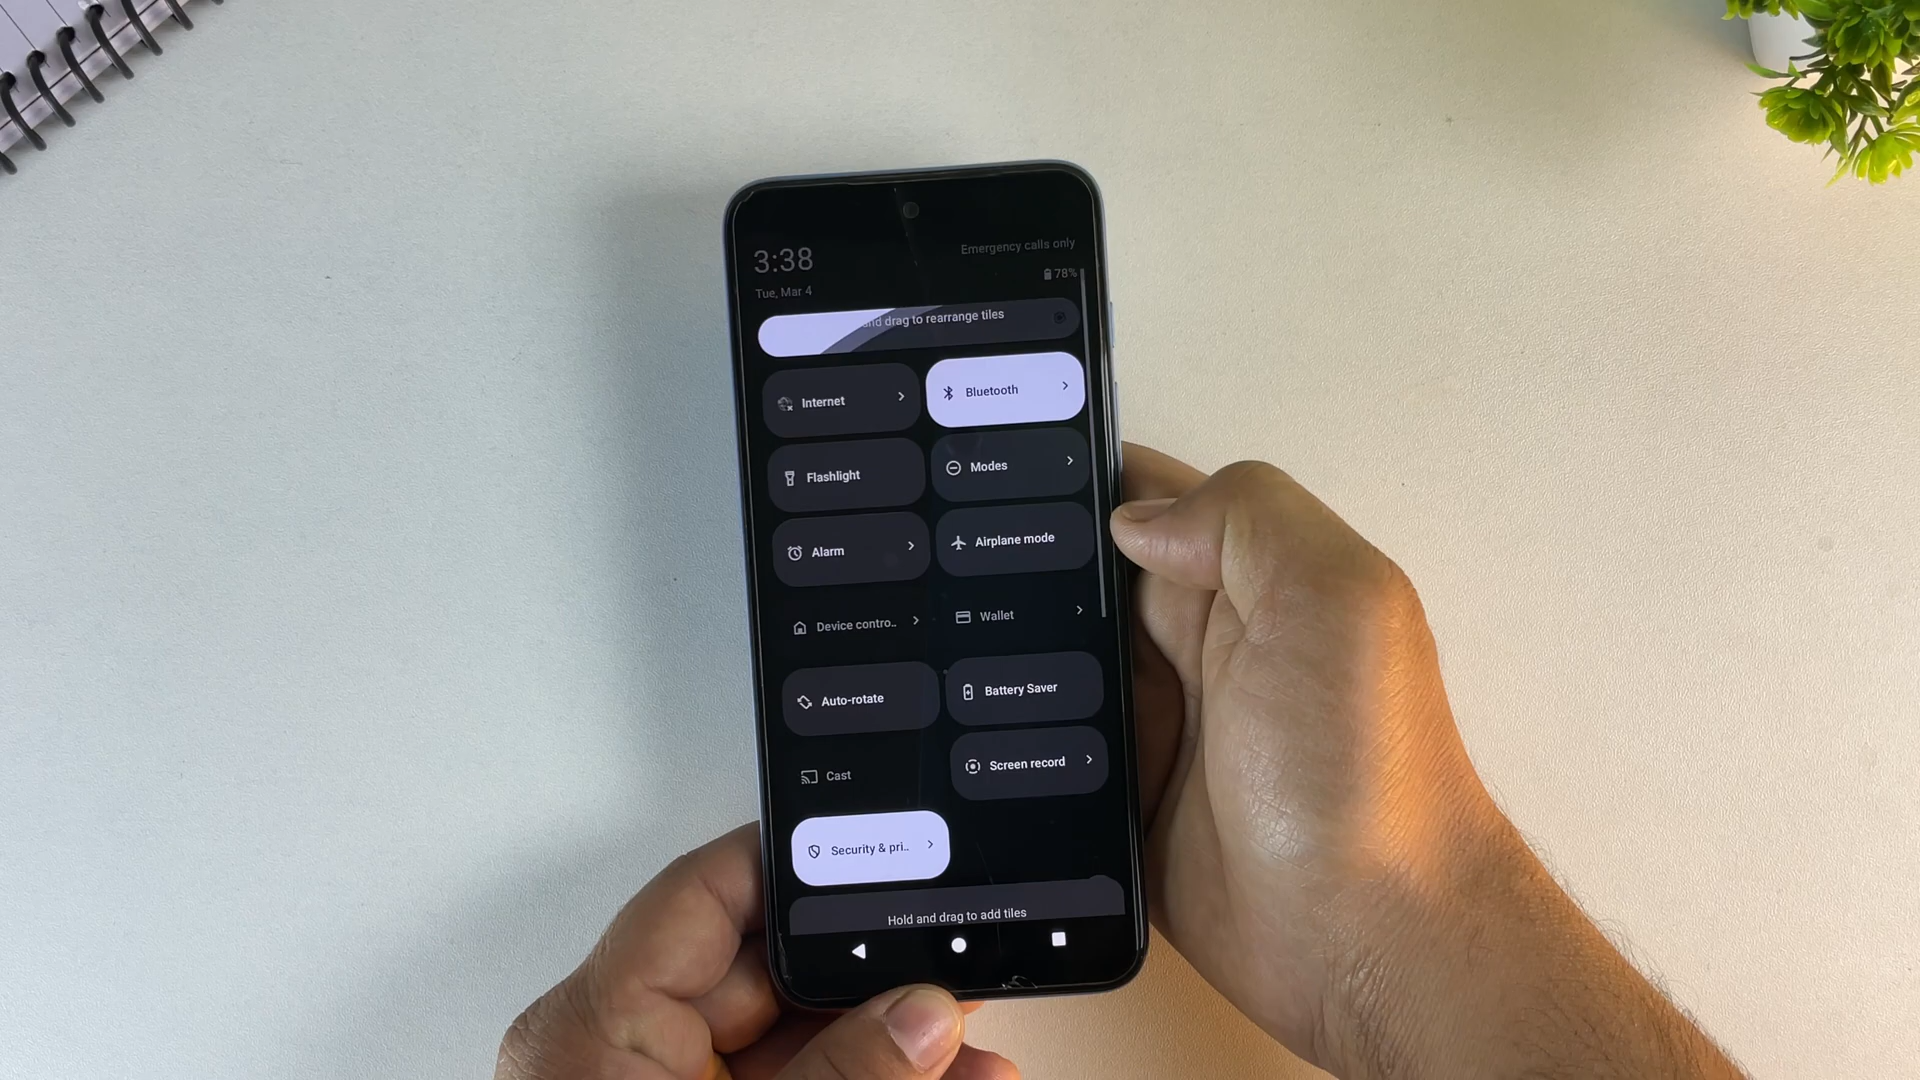 3:38
Emergency calls only
78%
Tue, Mar 4
and drag to rearrange tiles
Internet
Bluetooth
Flashlight
Modes
Alarm
Airplane mode
Device contro..
Wallet
Auto-rotate
Battery Saver
Cast
Screen record
Security & pri..
Hold and drag to add tiles